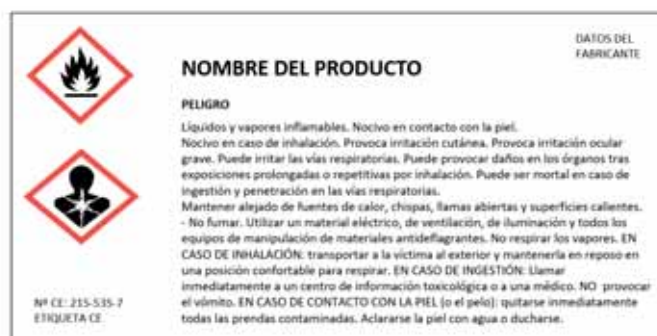 DATOS DEL
FABRICANTE
NOMBRE DEL PRODUCTO
PELIGRO
Líquidos y vapores inflamables. Nocivo en contacto con la piel.
Nocivo en caso de inhalación. Provoca irritación cutánea. Provoca irritación ocular
grave. Puede irritar las vías respiratorias. Puede provocar daños en los órganos tras
exposiciones prolongadas o repetitivas por inhalación. Puede ser mortal en caso de
ingestión y penetración en las vías respiratorias.
Mantener alejado de fuentes de calor, chispas, llamas abiertas y superficies calientes.
- No fumar. Utilizar un material eléctrico, de ventilación, de iluminación y todos los
equipos de manipulación de materiales antideflagrantes. No respirar los vapores. EN
CASO DE INHALACIÓN: transportar a la víctima al exterior y mantenerla en reposo en
una posición confortable para respirar. EN CASO DE INGESTIÓN: Llamar
inmediatamente a un centro de información toxicológica o a una médico. NO provocar
el vómito. EN CASO DE CONTACTO CON LA PIEL (o el pelo): quitarse inmediatamente
todas las prendas contaminadas. Aclararse la piel con agua o ducharse.
Nº CE: 215-535-7
ETIQUETA CE